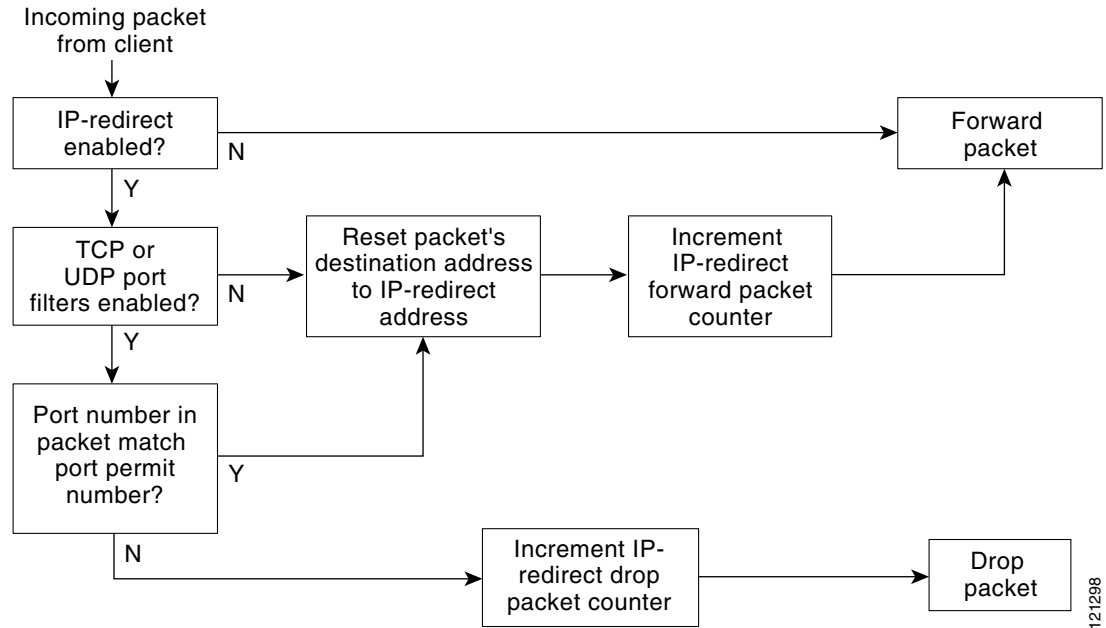 Incoming packet
from client
IP-redirect
enabled?
N
Forward
packet
Y
TCP or
UDP port
filters enabled?
N
Reset packet's
destination address
to IP-redirect
address
Increment
IP-redirect
forward packet
counter
Y
Port number in
packet match
port permit
number?
Y
N
Increment IP-
redirect drop
packet counter
Drop
packet
121298